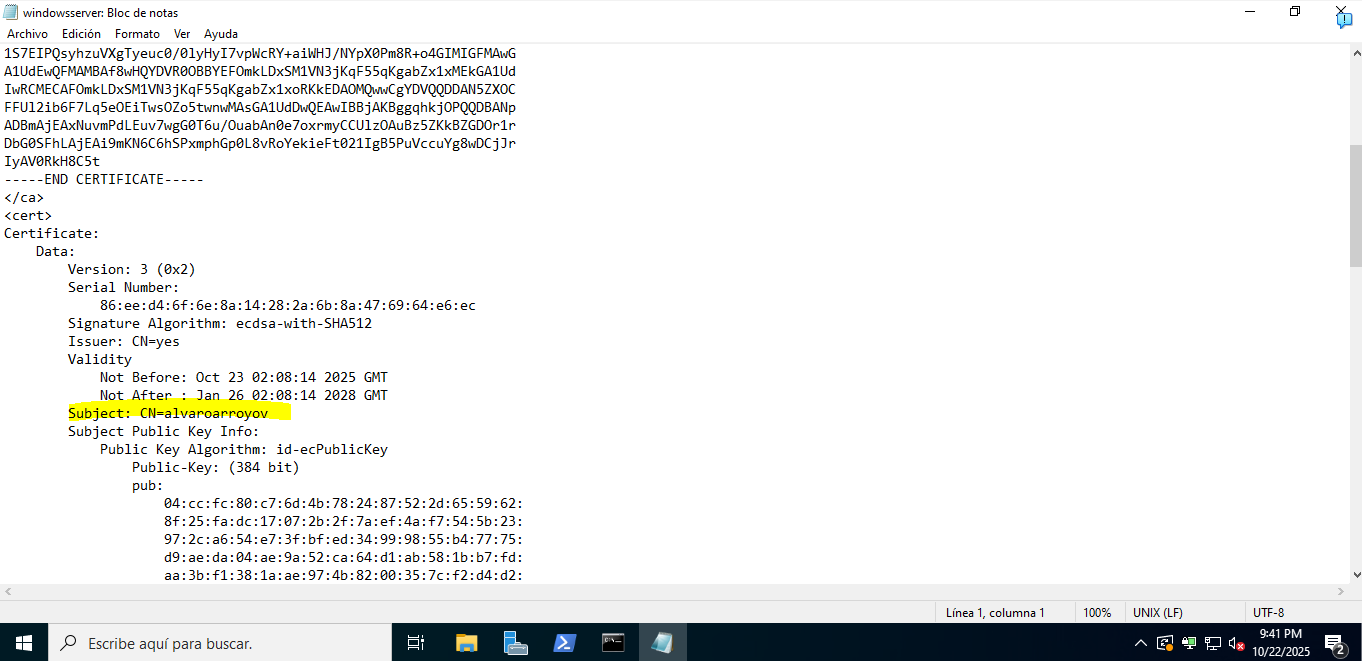 windowsserver: Bloc de notas
Archivo Edición Formato Ver Ayuda
1S7EIPQsyhzuVXgTyeuc0/0lyHyI7vpWcRY+aiWHJ/NYpX0Pm8R+o4GIMIGFMAwG
A1UdEwQFMAMBAf8wHQYDVR0OBBYEFOmkLDxSM1VN3jKqF55qKgabZx1xMEkGA1Ud
IwRCMECAFOmkLDxSM1VN3jKqF55qKgabZx1xoRKkEDAOMQwwCgYDVQQDDAN5ZXOC
FFUl2ib6F7Lq5eOEiTwsOZo5twnwMAsGA1UdDwQEAwIBBjAKBggqhkjOPQQDBANp
ADBmAjEAxNuvmPdLEuv7wgG0T6u/OuabAn0e7oxrmyCCUlzOAuBz5ZKkBZGDOr1r
DbG0SFhLAjEAi9mKN6C6hSPxmphGp0L8vRoYekieFt021IgB5PuVccuYg8wDCjJr
IyAV0RkH8C5t
-----END CERTIFICATE-----
</ca>
<cert>
Certificate:
Data:
Version: 3 (0x2)
Serial Number:
86:ee:d4:6f:6e:8a:14:28:2a:6b:8a:47:69:64:e6:ec
Signature Algorithm: ecdsa-with-SHA512
Issuer: CN=yes
Validity
Not Before: Oct 23 02:08:14 2025 GMT
Not After : Jan 26 02:08:14 2028 GMT
Subject: CN=alvaroarroyov
Subject Public Key Info:
Public Key Algorithm: id-ecPublicKey
Public-Key: (384 bit)
pub:
04:cc:fc:80:c7:6d:4b:78:24:87:52:2d:65:59:62:
8f:25:fa:dc:17:07:2b:2f:7a:ef:4a:f7:54:5b:23:
97:2c:a6:54:e7:3f:bf:ed:34:99:98:55:b4:77:75:
d9:ae:da:04:ae:9a:52:ca:64:d1:ab:58:1b:b7:fd:
aa:3b:f1:38:1a:ae:97:4b:82:00:35:7c:f2:d4:d2:
Línea 1, columna 1 100% UNIX (LF) UTF-8
Escribe aquí para buscar.
9:41 PM
10/22/2025
2